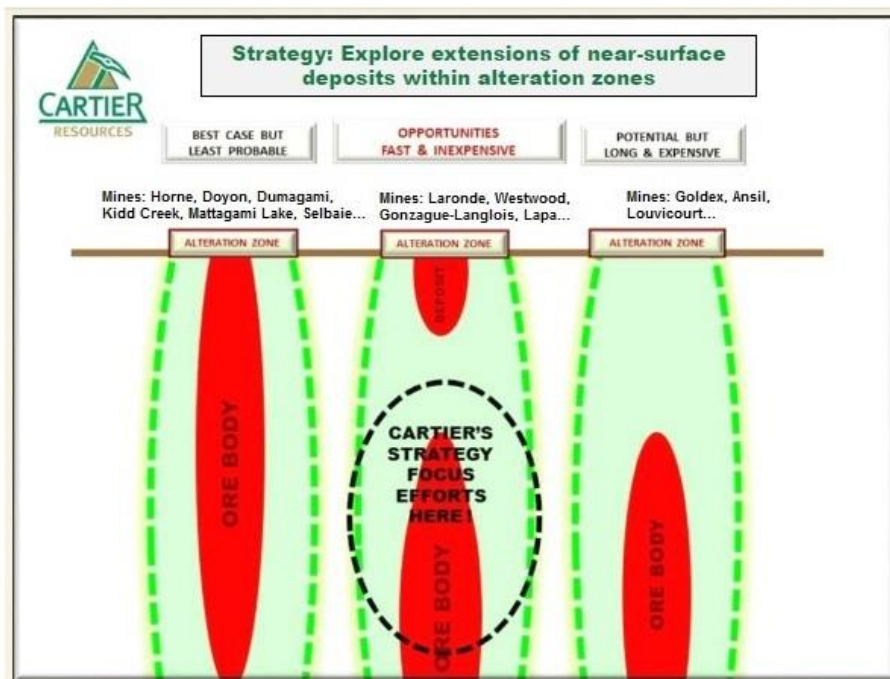 Strategy: Explore extensions of near-surface
deposits within alteration zones
CARTIER
RESOURCES
BEST CASE BUT
LEAST PROBABLE
OPPORTUNITIES
FAST & INEXPENSIVE
POTENTIAL BUT
LONG & EXPENSIVE
Mines: Horne, Doyon, Dumagami,
Kidd Creek, Mattagami Lake, Selbaie...
Mines: Laronde, Westwood,
Gonzague-Langlois, Lapa...
Mines: Goldex, Ansil,
Louvicourt...
ALTERATION ZONE
ALTERATION ZONE
ALTERATION ZONE
ORE BODY
DEPOSIT
CARTIER'S
STRATEGY
FOCUS
EFFORTS
HERE!
ORE BODY
ORE BODY